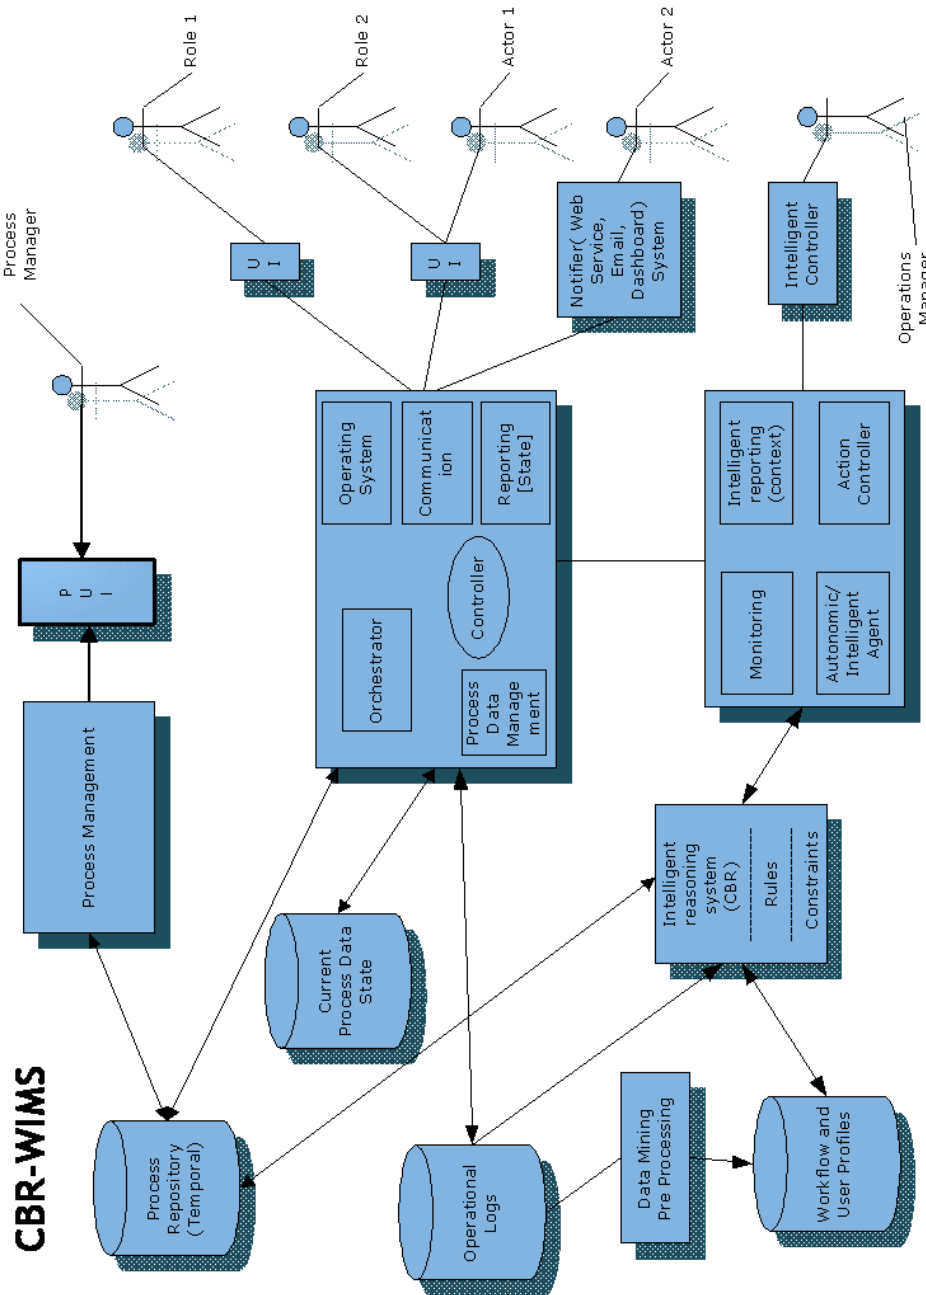 CBR-WIMS
Process
Repository
(Temporal)
Process Management
P
U
I
Process
Manager
Current
Process Data
State
Operational
Logs
Data Mining
Pre Processing
Workflow and
User Profiles
Orchestrator
Process
Data
Manage
ment
Controller
Operating
System
Communicat
ion
Reporting
[State]
U
I
U
I
Notifier( Web
Service,
Email,
Dashboard)
System
Role 1
Role 2
Actor 1
Actor 2
Intelligent
reasoning
system
(CBR)
----------
Rules
----------
Constraints
Monitoring
Autonomic/
Intelligent
Agent
Intelligent
reporting
(context)
Action
Controller
Intelligent
Controller
Operations
Manager